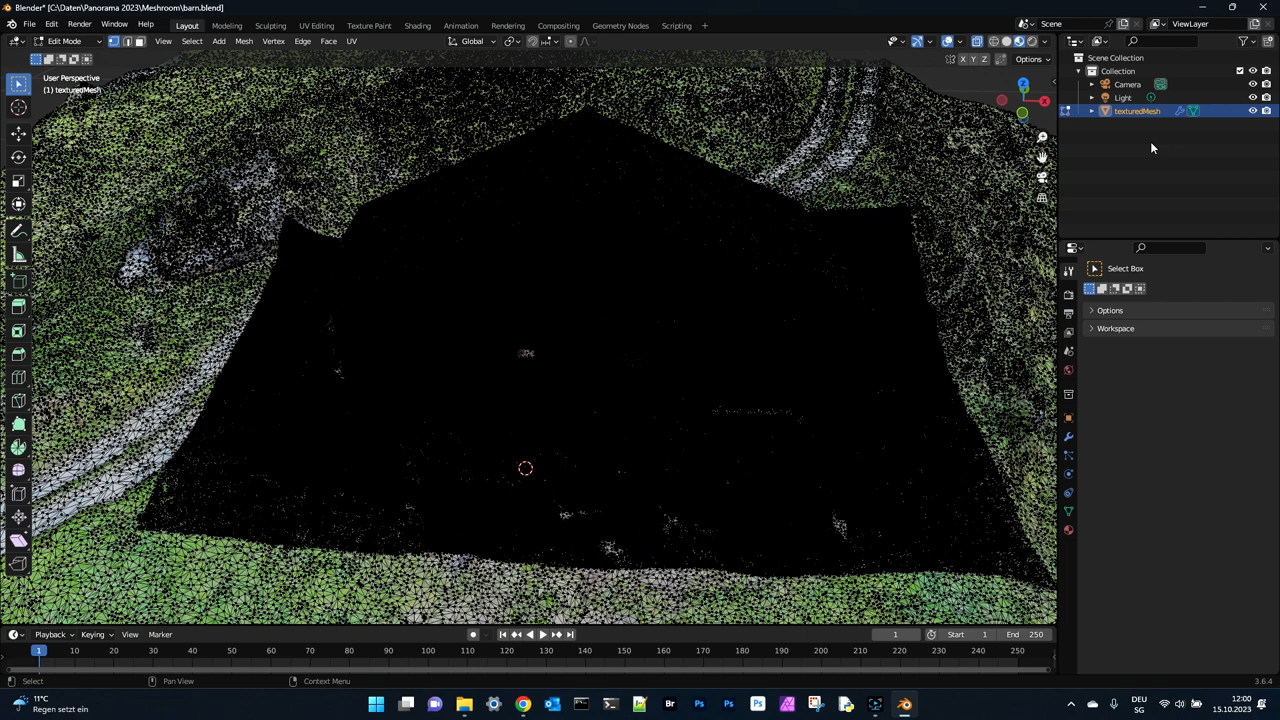 Blender* [C:\Daten\Panorama 2023\Meshroom\barn.blend]
File Edit Render Window Help Layout Modeling Sculpting UV Editing Texture Paint Shading Animation Rendering Compositing Geometry Nodes Scripting + Scene ViewLayer
Edit Mode View Select Add Mesh Vertex Edge Face UV Global
X Y Z Options
User Perspective
(1) texturedMesh
Z
X
Scene Collection
Collection
Camera
Light
texturedMesh
Select Box
Options
Workspace
Playback Keying View Marker 1 Start 1 End 250
1 10 20 30 40 50 60 70 80 90 100 110 120 130 140 150 160 170 180 190 200 210 220 230 240 250
Select Pan View Context Menu 3.6.4
11°C
Regen setzt ein
Br Ps Ps Ps
DEU
SG
12:00
15.10.2023